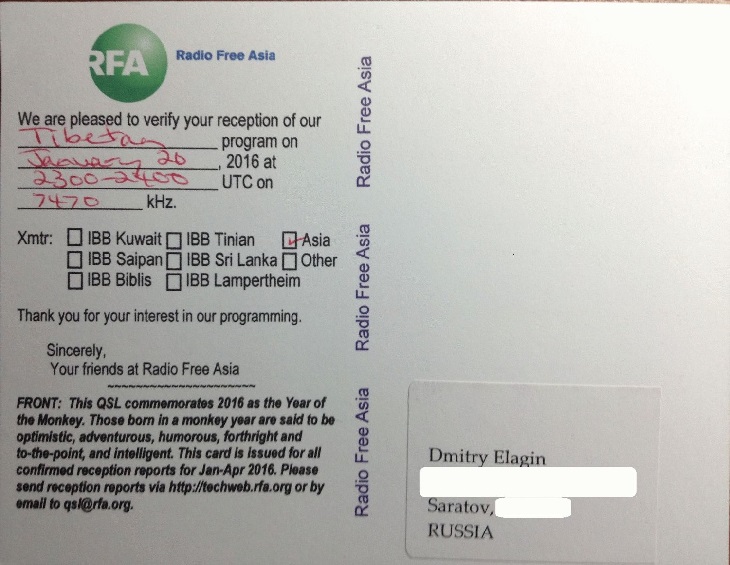 RFA
Radio Free Asia
We are pleased to verify your reception of our
Tibetan program on
January 20, 2016 at
2300-2400 UTC on
7470 kHz.
Xmtr: IBB Kuwait IBB Tinian Asia
IBB Saipan IBB Sri Lanka Other
IBB Biblis IBB Lampertheim
Thank you for your interest in our programming.
Sincerely,
Your friends at Radio Free Asia
~~~~~~~~~~~~~~~~~~~~
FRONT: This QSL commemorates 2016 as the Year of
the Monkey. Those born in a monkey year are said to be
optimistic, adventurous, humorous, forthright and
to-the-point, and intelligent. This card is issued for all
confirmed reception reports for Jan-Apr 2016. Please
send reception reports via http://techweb.rfa.org or by
email to qsl@rfa.org.
Radio Free Asia
Radio Free Asia
Radio Free Asia
Dmitry Elagin
Saratov,
RUSSIA